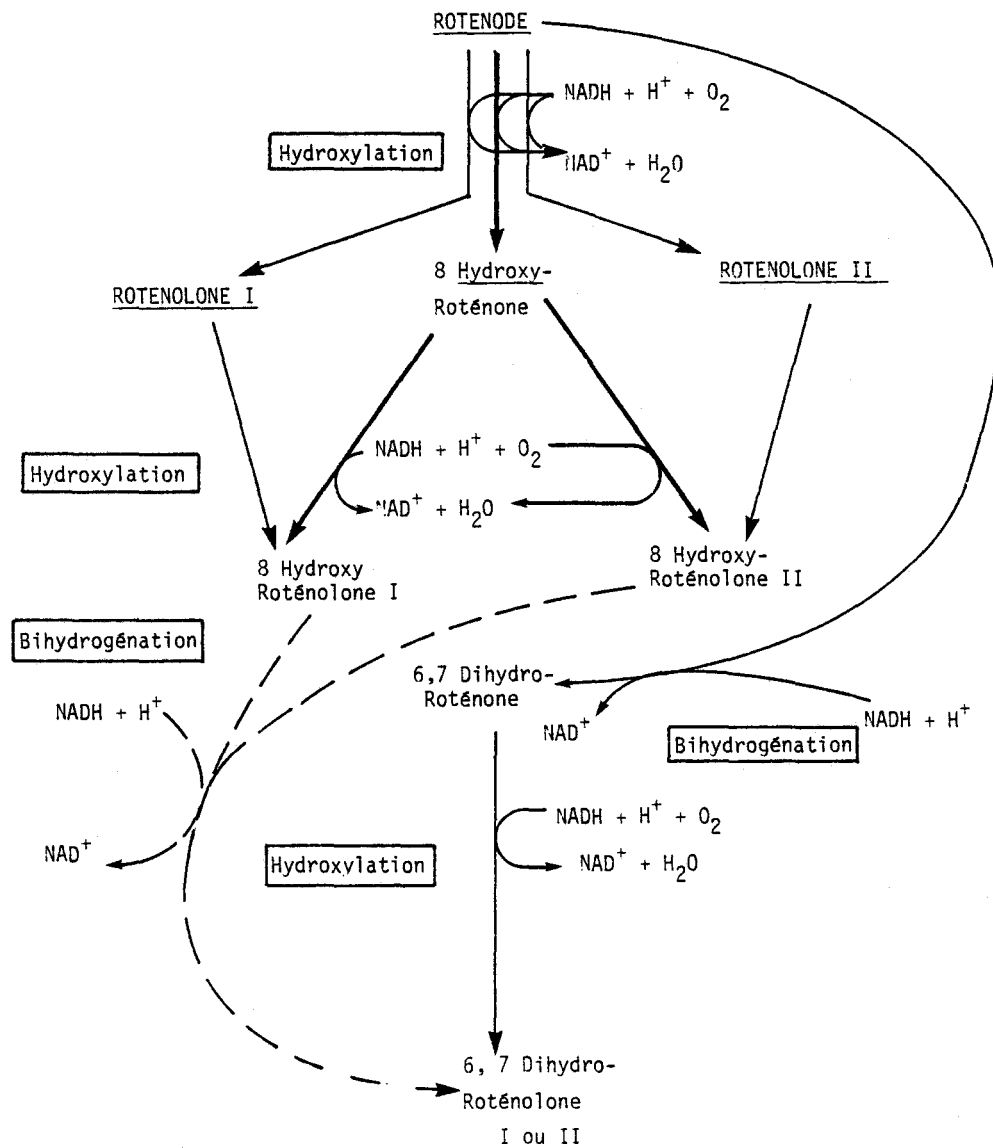 ROTENODE
NADH + H⁺ + O₂
Hydroxylation
NAD⁺ + H₂O
ROTENOLONE I
8 Hydroxy-
Roténone
ROTENOLONE II
Hydroxylation
NADH + H⁺ + O₂
NAD⁺ + H₂O
8 Hydroxy
Roténolone I
8 Hydroxy-
Roténolone II
Bihydrogénation
NADH + H⁺
6,7 Dihydro-
Roténone
NAD⁺
NADH + H⁺
Bihydrogénation
NADH + H⁺ + O₂
NAD⁺
Hydroxylation
NAD⁺ + H₂O
6, 7 Dihydro-
Roténolone
I ou II